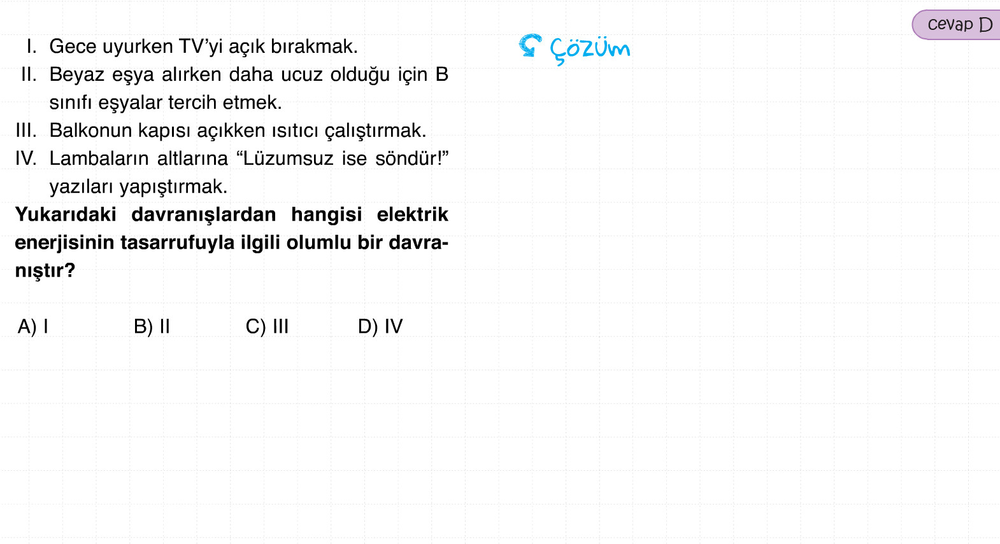 I. Gece uyurken TV’yi açık bırakmak.
II. Beyaz eşya alırken daha ucuz olduğu için B
sınıfı eşyalar tercih etmek.
III. Balkonun kapısı açıkken ısıtıcı çalıştırmak.
IV. Lambaların altlarına “Lüzumsuz ise söndür!”
yazıları yapıştırmak.
Yukarıdaki davranışlardan hangisi elektrik
enerjisinin tasarrufuyla ilgili olumlu bir davra-
nıştır?
A) I B) II C) III D) IV
Çözüm
cevap D